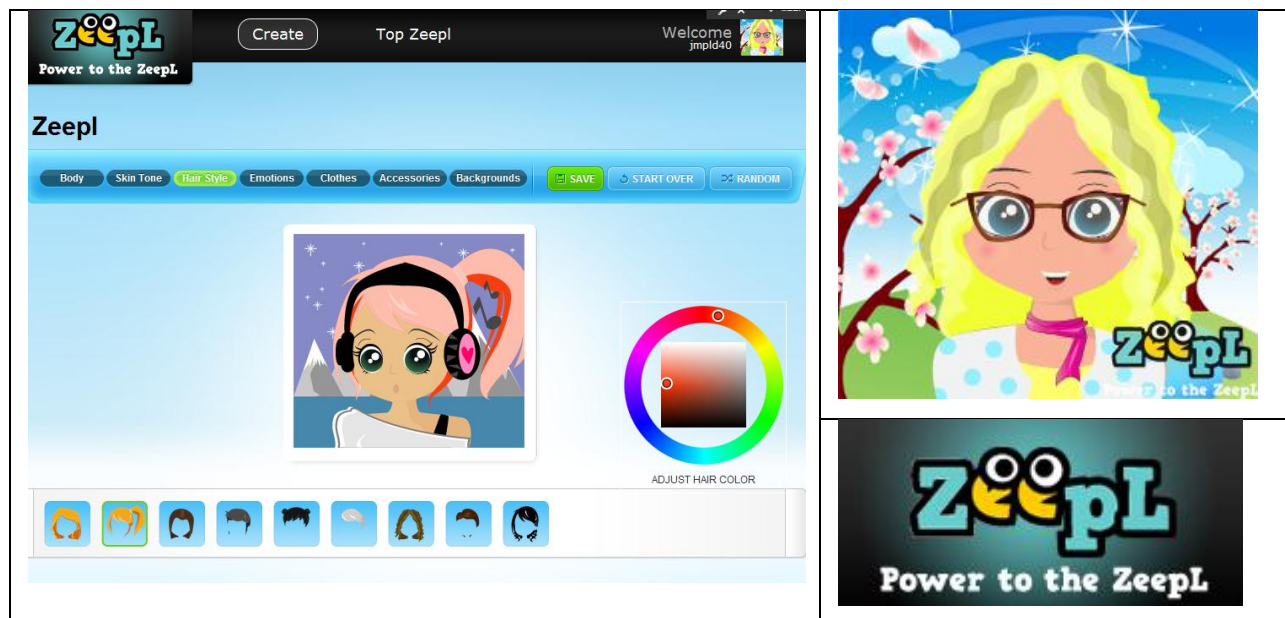 ZeepL
Power to the ZeepL
Create
Top Zeepl
Welcome
jmpld40
Zeepl
Body
Skin Tone
Hair Style
Emotions
Clothes
Accessories
Backgrounds
SAVE
START OVER
RANDOM
ADJUST HAIR COLOR
ZeepL
Power to the ZeepL
ZeepL
Power to the ZeepL